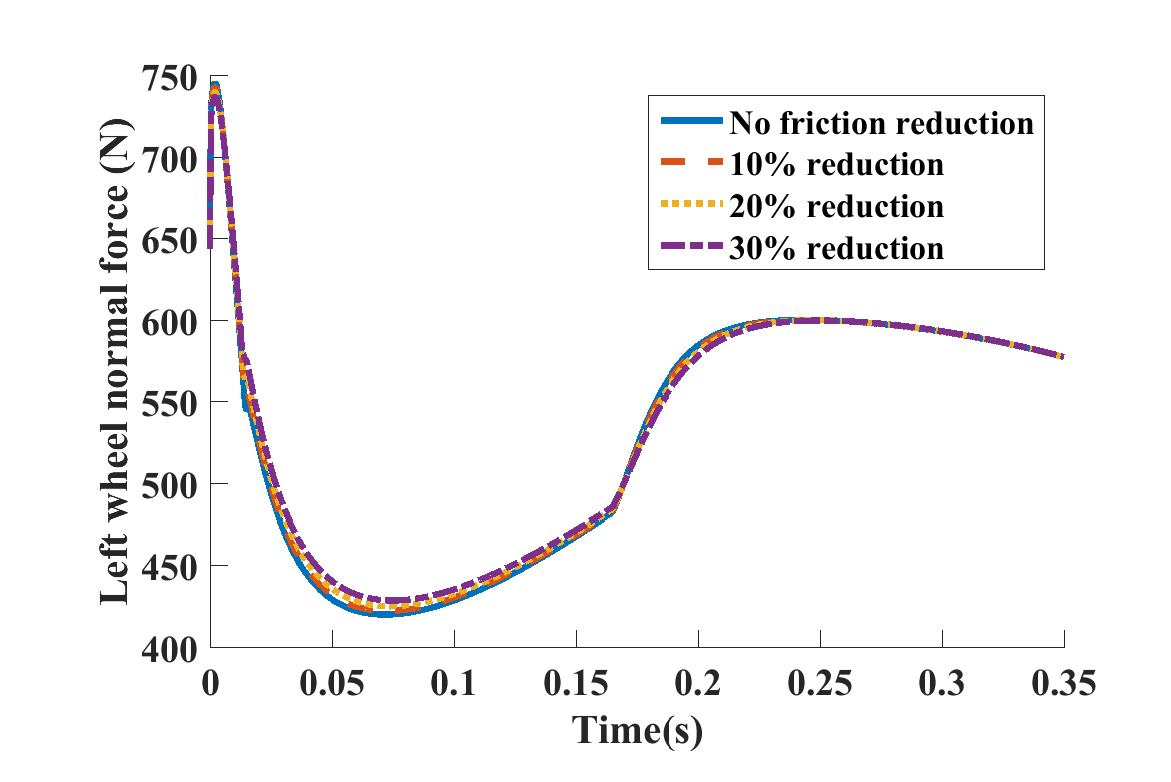 Left wheel normal force (N)
750
700
650
600
550
500
450
400
No friction reduction
10% reduction
20% reduction
30% reduction
0 0.05 0.1 0.15 0.2 0.25 0.3 0.35
Time(s)